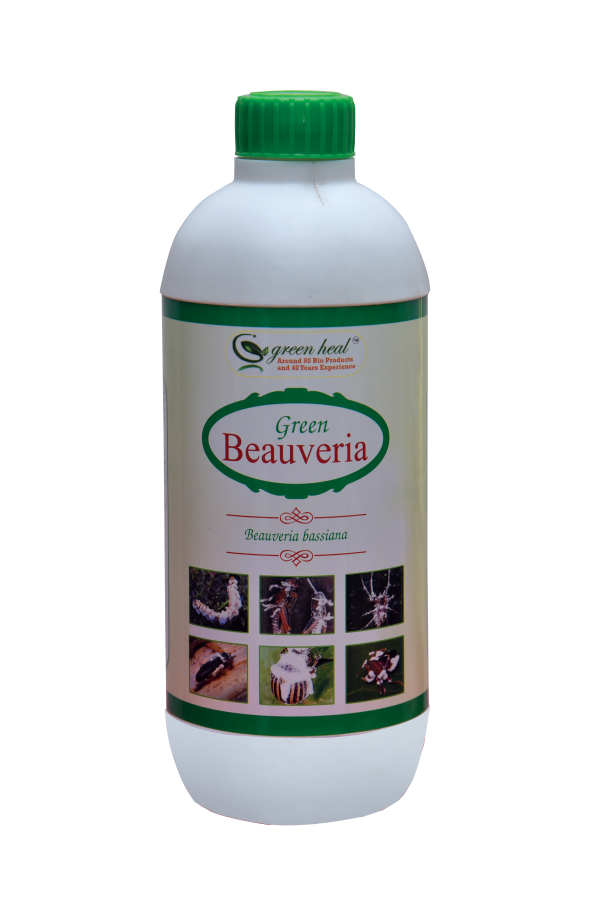 green heal TM
Around 80 Bio Products
and 40 Years Experience
Green
Beauveria
Beauveria bassiana